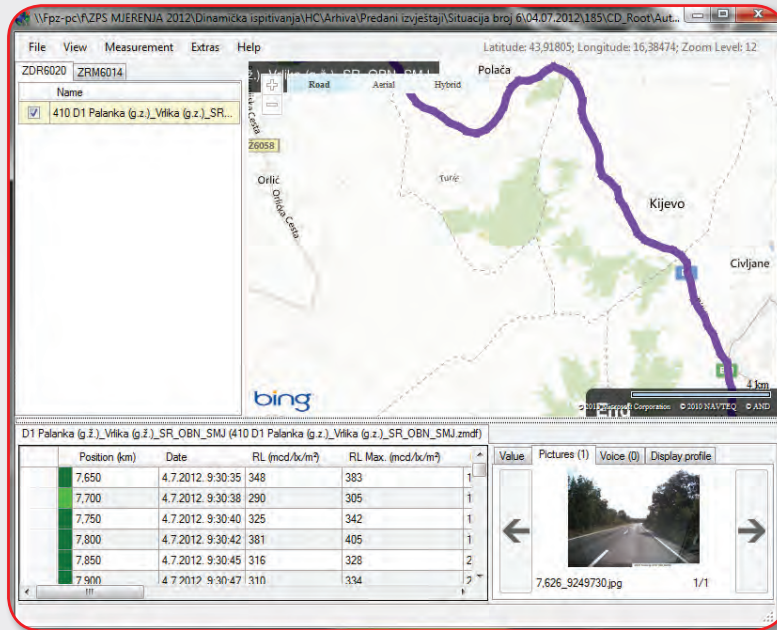 \\Fpz-pc\f\ZPS MJERENJA 2012\Dinamička ispitivanja\HC\Arhiva\Predani izvještaji\Situacija broj 6\04.07.2012\185\CD_Root\Aut...
File View Measurement Extras Help
Latitude: 43,91805; Longitude: 16,38474; Zoom Level: 12
ZDR6020 ZRM6014
Name
410 D1 Palanka (g.z.)_Vrlika (g.z.)_SR...
Road Aerial Hybrid
Polača
Z6058
Orlić
Orlićka Cesta
Turić
Kijevo
Civljane
4 km
bing
Corporation © 2010 NAVTEQ © AND
D1 Palanka (g.ž.)_Vrlika (g.ž.)_SR_OBN_SMJ (410 D1 Palanka (g.z.)_Vrlika (g.z.)_SR_OBN_SMJ.zmdf)
Position (km) Date RL (mcd/lx/m²) RL Max. (mcd/lx/m²)
7,650 4.7.2012. 9:30:35 348 383
7,700 4.7.2012. 9:30:38 290 305
7,750 4.7.2012. 9:30:40 325 342
7,800 4.7.2012. 9:30:42 381 405
7,850 4.7.2012. 9:30:45 316 328
7,900 4.7.2012. 9:30:47 310 334
Value Pictures (1) Voice (0) Display profile
7,626_9249730.jpg 1/1